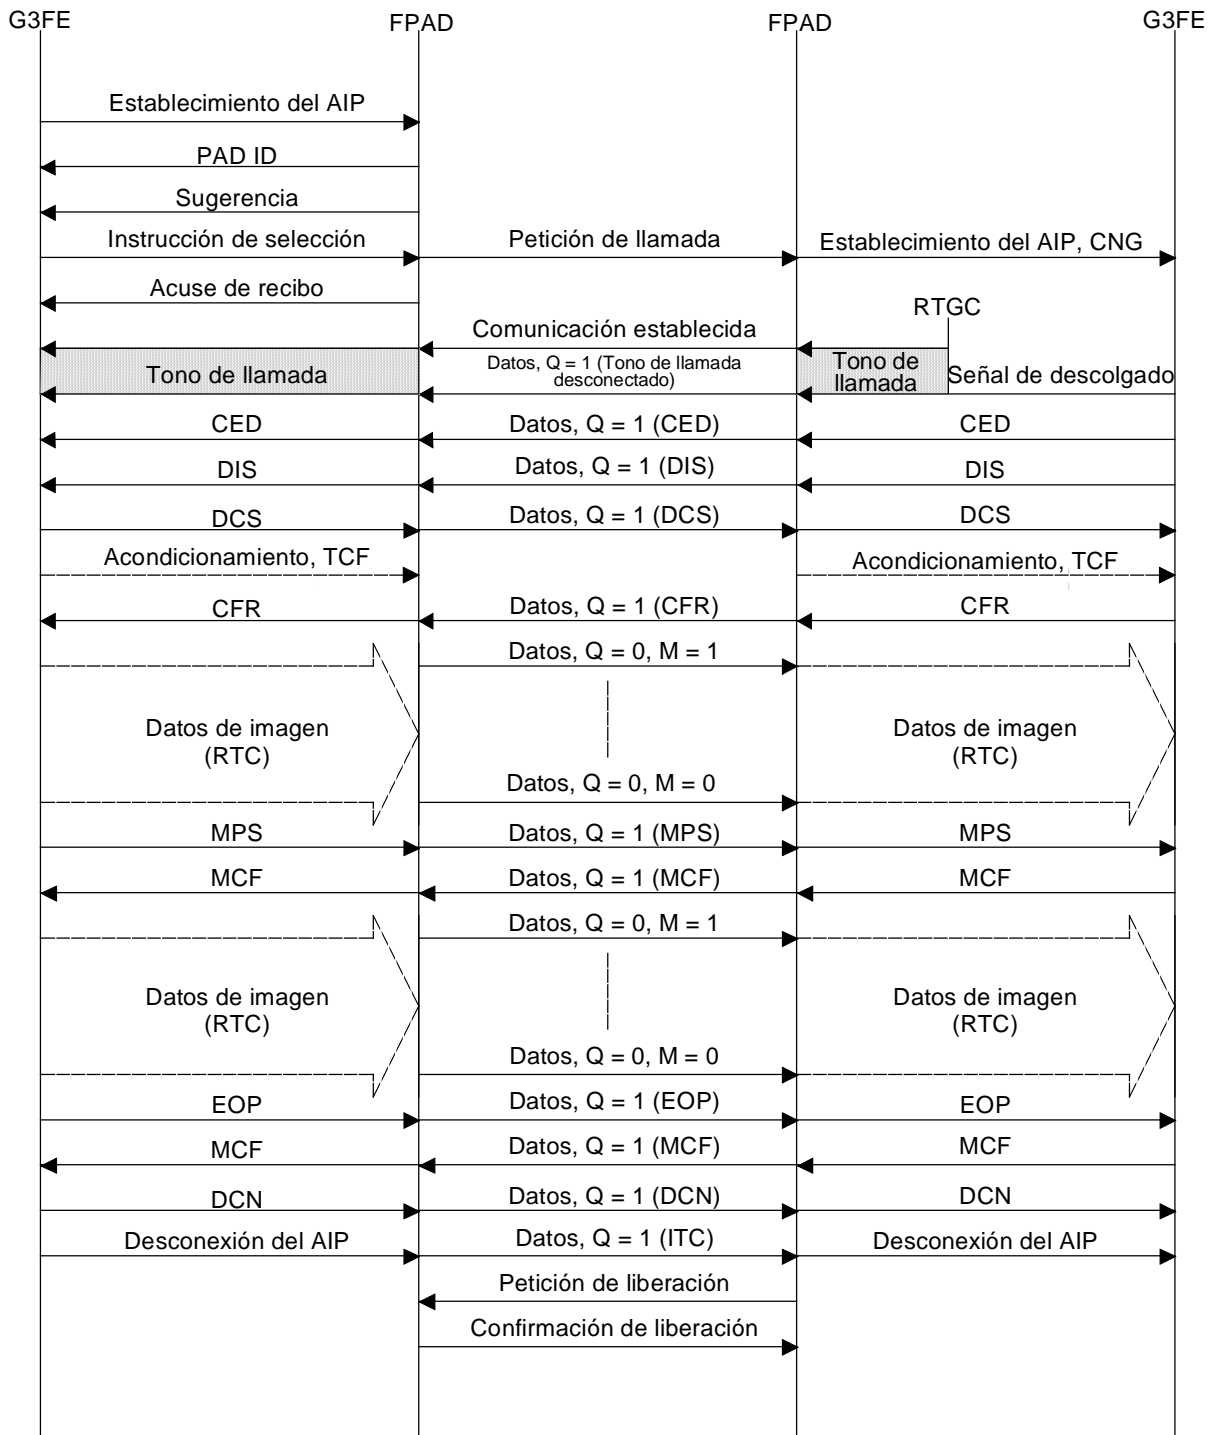 G3FE FPAD FPAD G3FE
Establecimiento del AIP
PAD ID
Sugerencia
Instrucción de selección Petición de llamada Establecimiento del AIP, CNG
Acuse de recibo
RTGC
Comunicación establecida
Tono de llamada
Datos, Q = 1 (Tono de llamada
desconectado)
Tono de
llamada
Señal de descolgado
CED Datos, Q = 1 (CED) CED
DIS Datos, Q = 1 (DIS) DIS
DCS Datos, Q = 1 (DCS) DCS
Acondicionamiento, TCF Acondicionamiento, TCF
CFR Datos, Q = 1 (CFR) CFR
Datos, Q = 0, M = 1
Datos de imagen Datos de imagen
(RTC) (RTC)
Datos, Q = 0, M = 0
MPS Datos, Q = 1 (MPS) MPS
MCF Datos, Q = 1 (MCF) MCF
Datos, Q = 0, M = 1
Datos de imagen Datos de imagen
(RTC) (RTC)
Datos, Q = 0, M = 0
EOP Datos, Q = 1 (EOP) EOP
MCF Datos, Q = 1 (MCF) MCF
DCN Datos, Q = 1 (DCN) DCN
Desconexión del AIP Datos, Q = 1 (ITC) Desconexión del AIP
Petición de liberación
Confirmación de liberación